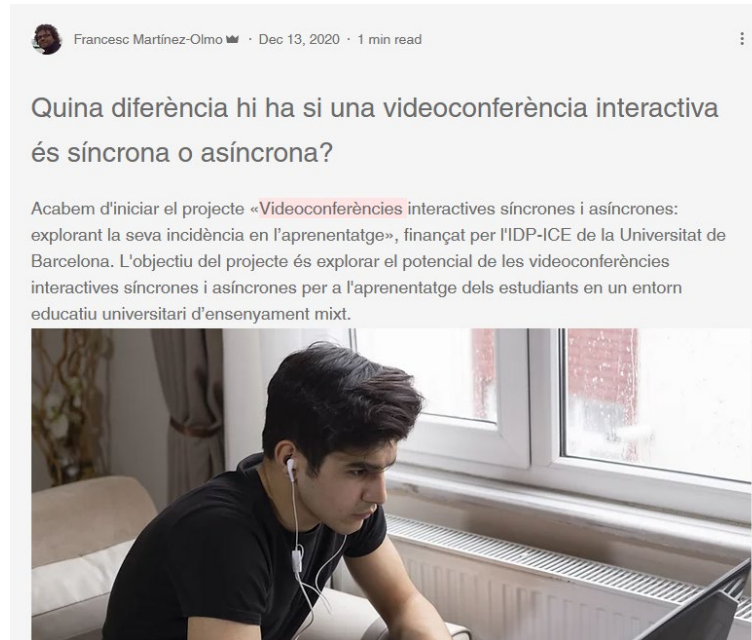 Francesc Martínez-Olmo · Dec 13, 2020 · 1 min read
Quina diferència hi ha si una videoconferència interactiva
és síncrona o asíncrona?
Acabem d'iniciar el projecte «Videoconferències interactives síncrones i asíncrones:
explorant la seva incidència en l’aprenentatge», finançat per l'IDP-ICE de la Universitat de
Barcelona. L'objectiu del projecte és explorar el potencial de les videoconferències
interactives síncrones i asíncrones per a l'aprenentatge dels estudiants en un entorn
educatiu universitari d’ensenyament mixt.